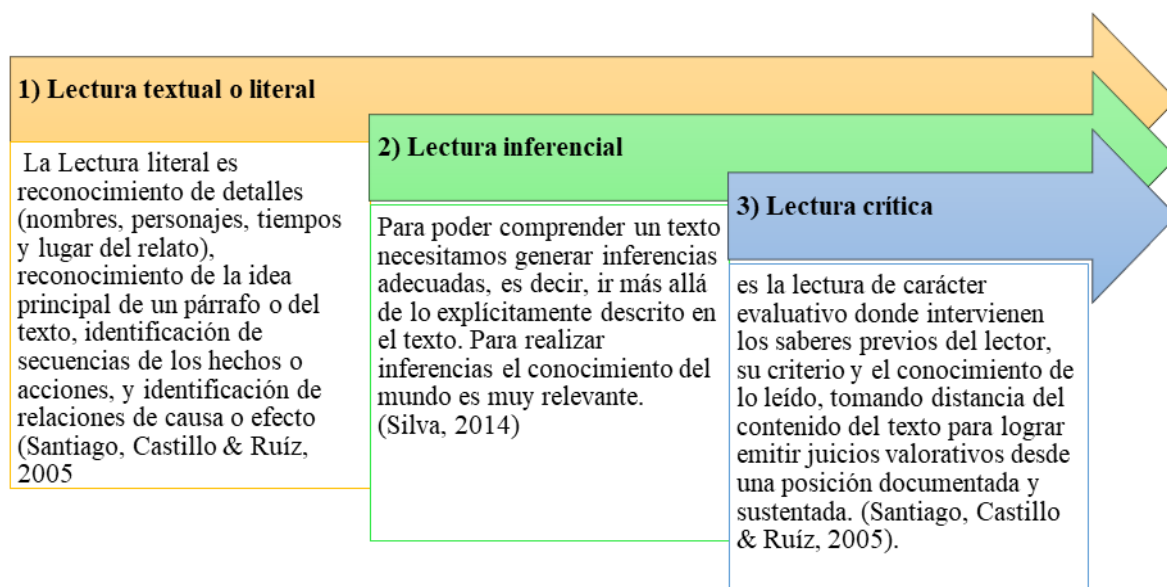 1) Lectura textual o literal
La Lectura literal es
reconocimiento de detalles
(nombres, personajes, tiempos
y lugar del relato),
reconocimiento de la idea
principal de un párrafo o del
texto, identificación de
secuencias de los hechos o
acciones, y identificación de
relaciones de causa o efecto
(Santiago, Castillo & Ruíz,
2005
2) Lectura inferencial
Para poder comprender un texto
necesitamos generar inferencias
adecuadas, es decir, ir más allá
de lo explícitamente descrito en
el texto. Para realizar
inferencias el conocimiento del
mundo es muy relevante.
(Silva, 2014)
3) Lectura crítica
es la lectura de carácter
evaluativo donde intervienen
los saberes previos del lector,
su criterio y el conocimiento de
lo leído, tomando distancia del
contenido del texto para lograr
emitir juicios valorativos desde
una posición documentada y
sustentada. (Santiago, Castillo
& Ruíz, 2005).